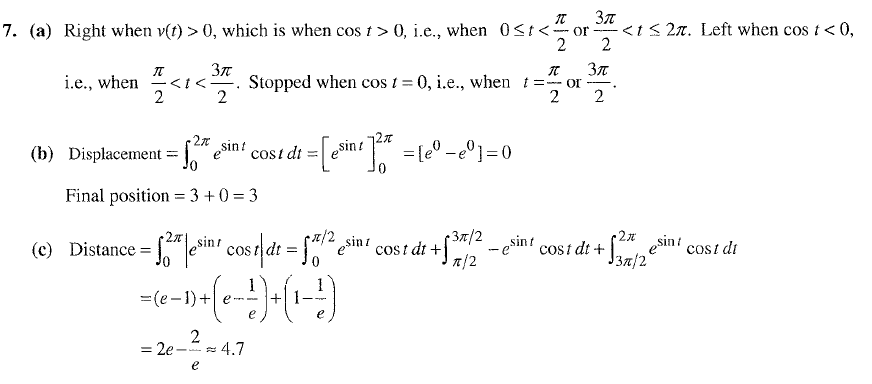 7. (a) Right when v(t) > 0, which is when cos t > 0, i.e., when 0 ≤ t < π/2 or 3π/2 < t ≤ 2π. Left when cos t < 0,
i.e., when π/2 < t < 3π/2. Stopped when cos t = 0, i.e., when t = π/2 or 3π/2.
(b) Displacement = ∫₀^{2π} e^{sin t} cos t dt = [e^{sin t}]₀^{2π} = [e⁰ − e⁰] = 0
Final position = 3 + 0 = 3
(c) Distance = ∫₀^{2π} |e^{sin t} cos t| dt = ∫₀^{π/2} e^{sin t} cos t dt + ∫_{π/2}^{3π/2} −e^{sin t} cos t dt + ∫_{3π/2}^{2π} e^{sin t} cos t dt
= (e − 1) + (e − 1/e) + (1 − 1/e)
= 2e − 2/e ≈ 4.7